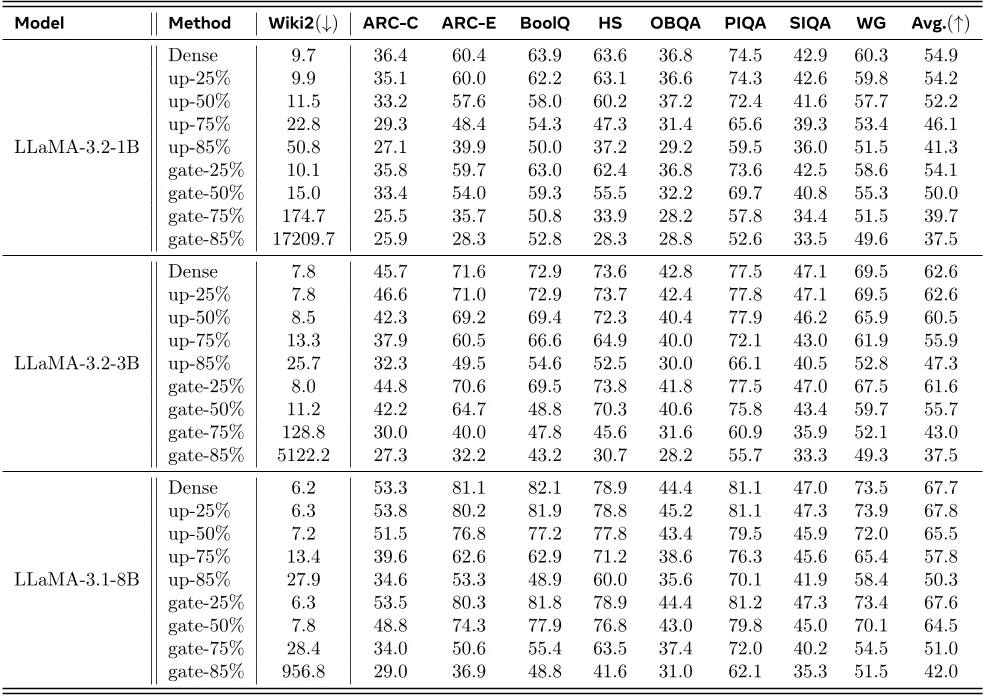 Model Method Wiki2(↓) ARC-C ARC-E BoolQ HS OBQA PIQA SIQA WG Avg.(↑)
Dense 9.7 36.4 60.4 63.9 63.6 36.8 74.5 42.9 60.3 54.9
up-25% 9.9 35.1 60.0 62.2 63.1 36.6 74.3 42.6 59.8 54.2
up-50% 11.5 33.2 57.6 58.0 60.2 37.2 72.4 41.6 57.7 52.2
up-75% 22.8 29.3 48.4 54.3 47.3 31.4 65.6 39.3 53.4 46.1
LLaMA-3.2-1B up-85% 50.8 27.1 39.9 50.0 37.2 29.2 59.5 36.0 51.5 41.3
gate-25% 10.1 35.8 59.7 63.0 62.4 36.8 73.6 42.5 58.6 54.1
gate-50% 15.0 33.4 54.0 59.3 55.5 32.2 69.7 40.8 55.3 50.0
gate-75% 174.7 25.5 35.7 50.8 33.9 28.2 57.8 34.4 51.5 39.7
gate-85% 17209.7 25.9 28.3 52.8 28.3 28.8 52.6 33.5 49.6 37.5
Dense 7.8 45.7 71.6 72.9 73.6 42.8 77.5 47.1 69.5 62.6
up-25% 7.8 46.6 71.0 72.9 73.7 42.4 77.8 47.1 69.5 62.6
up-50% 8.5 42.3 69.2 69.4 72.3 40.4 77.9 46.2 65.9 60.5
up-75% 13.3 37.9 60.5 66.6 64.9 40.0 72.1 43.0 61.9 55.9
LLaMA-3.2-3B up-85% 25.7 32.3 49.5 54.6 52.5 30.0 66.1 40.5 52.8 47.3
gate-25% 8.0 44.8 70.6 69.5 73.8 41.8 77.5 47.0 67.5 61.6
gate-50% 11.2 42.2 64.7 48.8 70.3 40.6 75.8 43.4 59.7 55.7
gate-75% 128.8 30.0 40.0 47.8 45.6 31.6 60.9 35.9 52.1 43.0
gate-85% 5122.2 27.3 32.2 43.2 30.7 28.2 55.7 33.3 49.3 37.5
Dense 6.2 53.3 81.1 82.1 78.9 44.4 81.1 47.0 73.5 67.7
up-25% 6.3 53.8 80.2 81.9 78.8 45.2 81.1 47.3 73.9 67.8
up-50% 7.2 51.5 76.8 77.2 77.8 43.4 79.5 45.9 72.0 65.5
up-75% 13.4 39.6 62.6 62.9 71.2 38.6 76.3 45.6 65.4 57.8
LLaMA-3.1-8B up-85% 27.9 34.6 53.3 48.9 60.0 35.6 70.1 41.9 58.4 50.3
gate-25% 6.3 53.5 80.3 81.8 78.9 44.4 81.2 47.3 73.4 67.6
gate-50% 7.8 48.8 74.3 77.9 76.8 43.0 79.8 45.0 70.1 64.5
gate-75% 28.4 34.0 50.6 55.4 63.5 37.4 72.0 40.2 54.5 51.0
gate-85% 956.8 29.0 36.9 48.8 41.6 31.0 62.1 35.3 51.5 42.0